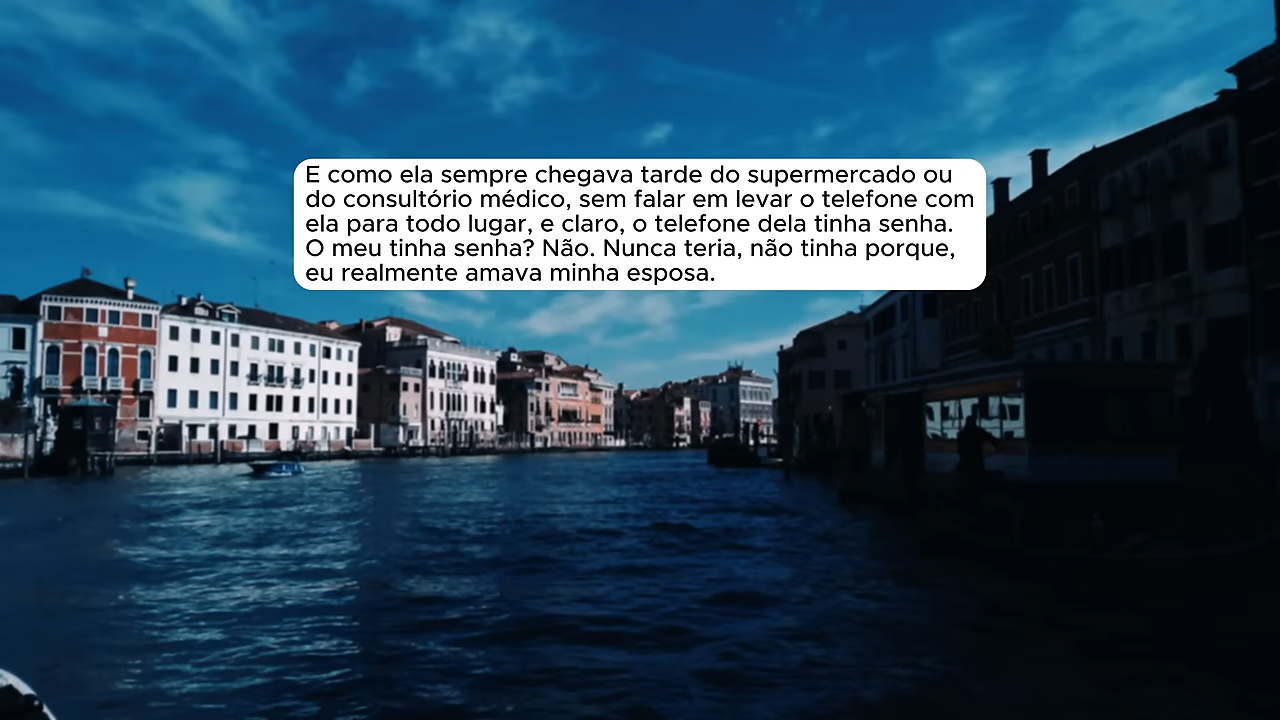 E como ela sempre chegava tarde do supermercado ou
do consultório médico, sem falar em levar o telefone com
ela para todo lugar, e claro, o telefone dela tinha senha.
O meu tinha senha? Não. Nunca teria, não tinha porque,
eu realmente amava minha esposa.